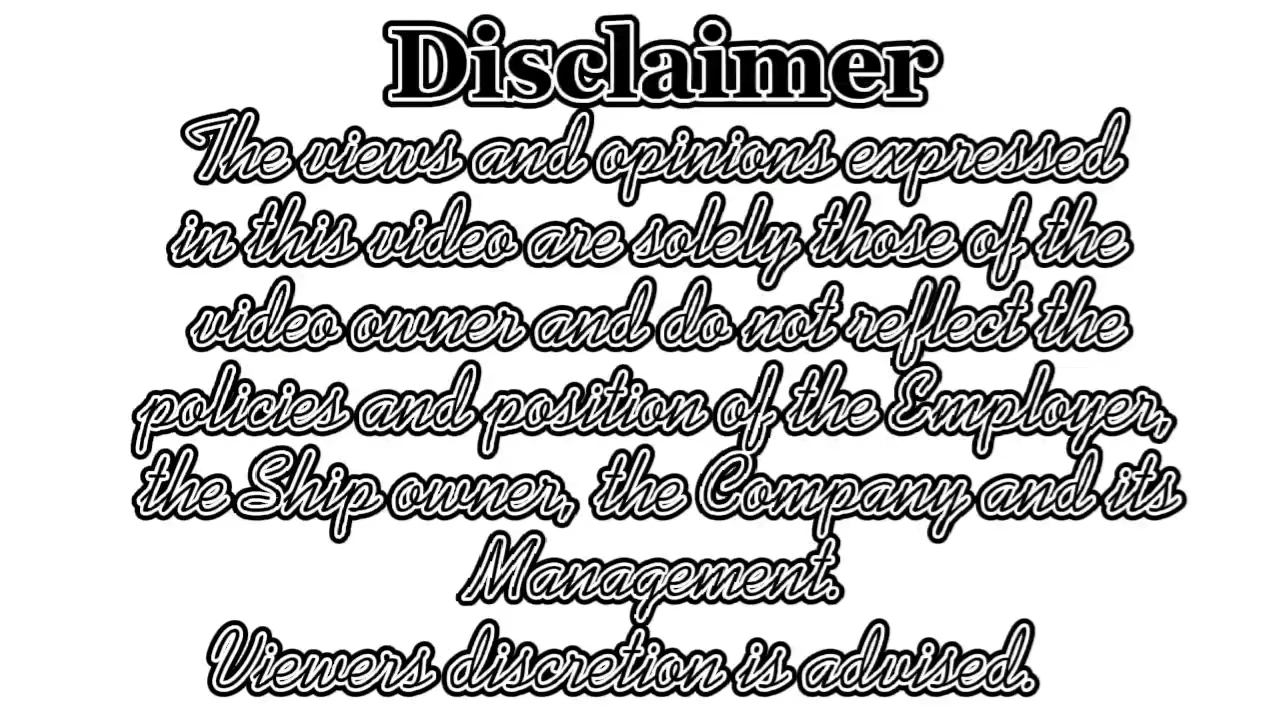 Disclaimer
The views and opinions expressed
in this video are solely those of the
video owner and do not reflect the
policies and position of the Employer,
the Ship owner, the Company and its
Management.
Viewers discretion is advised.